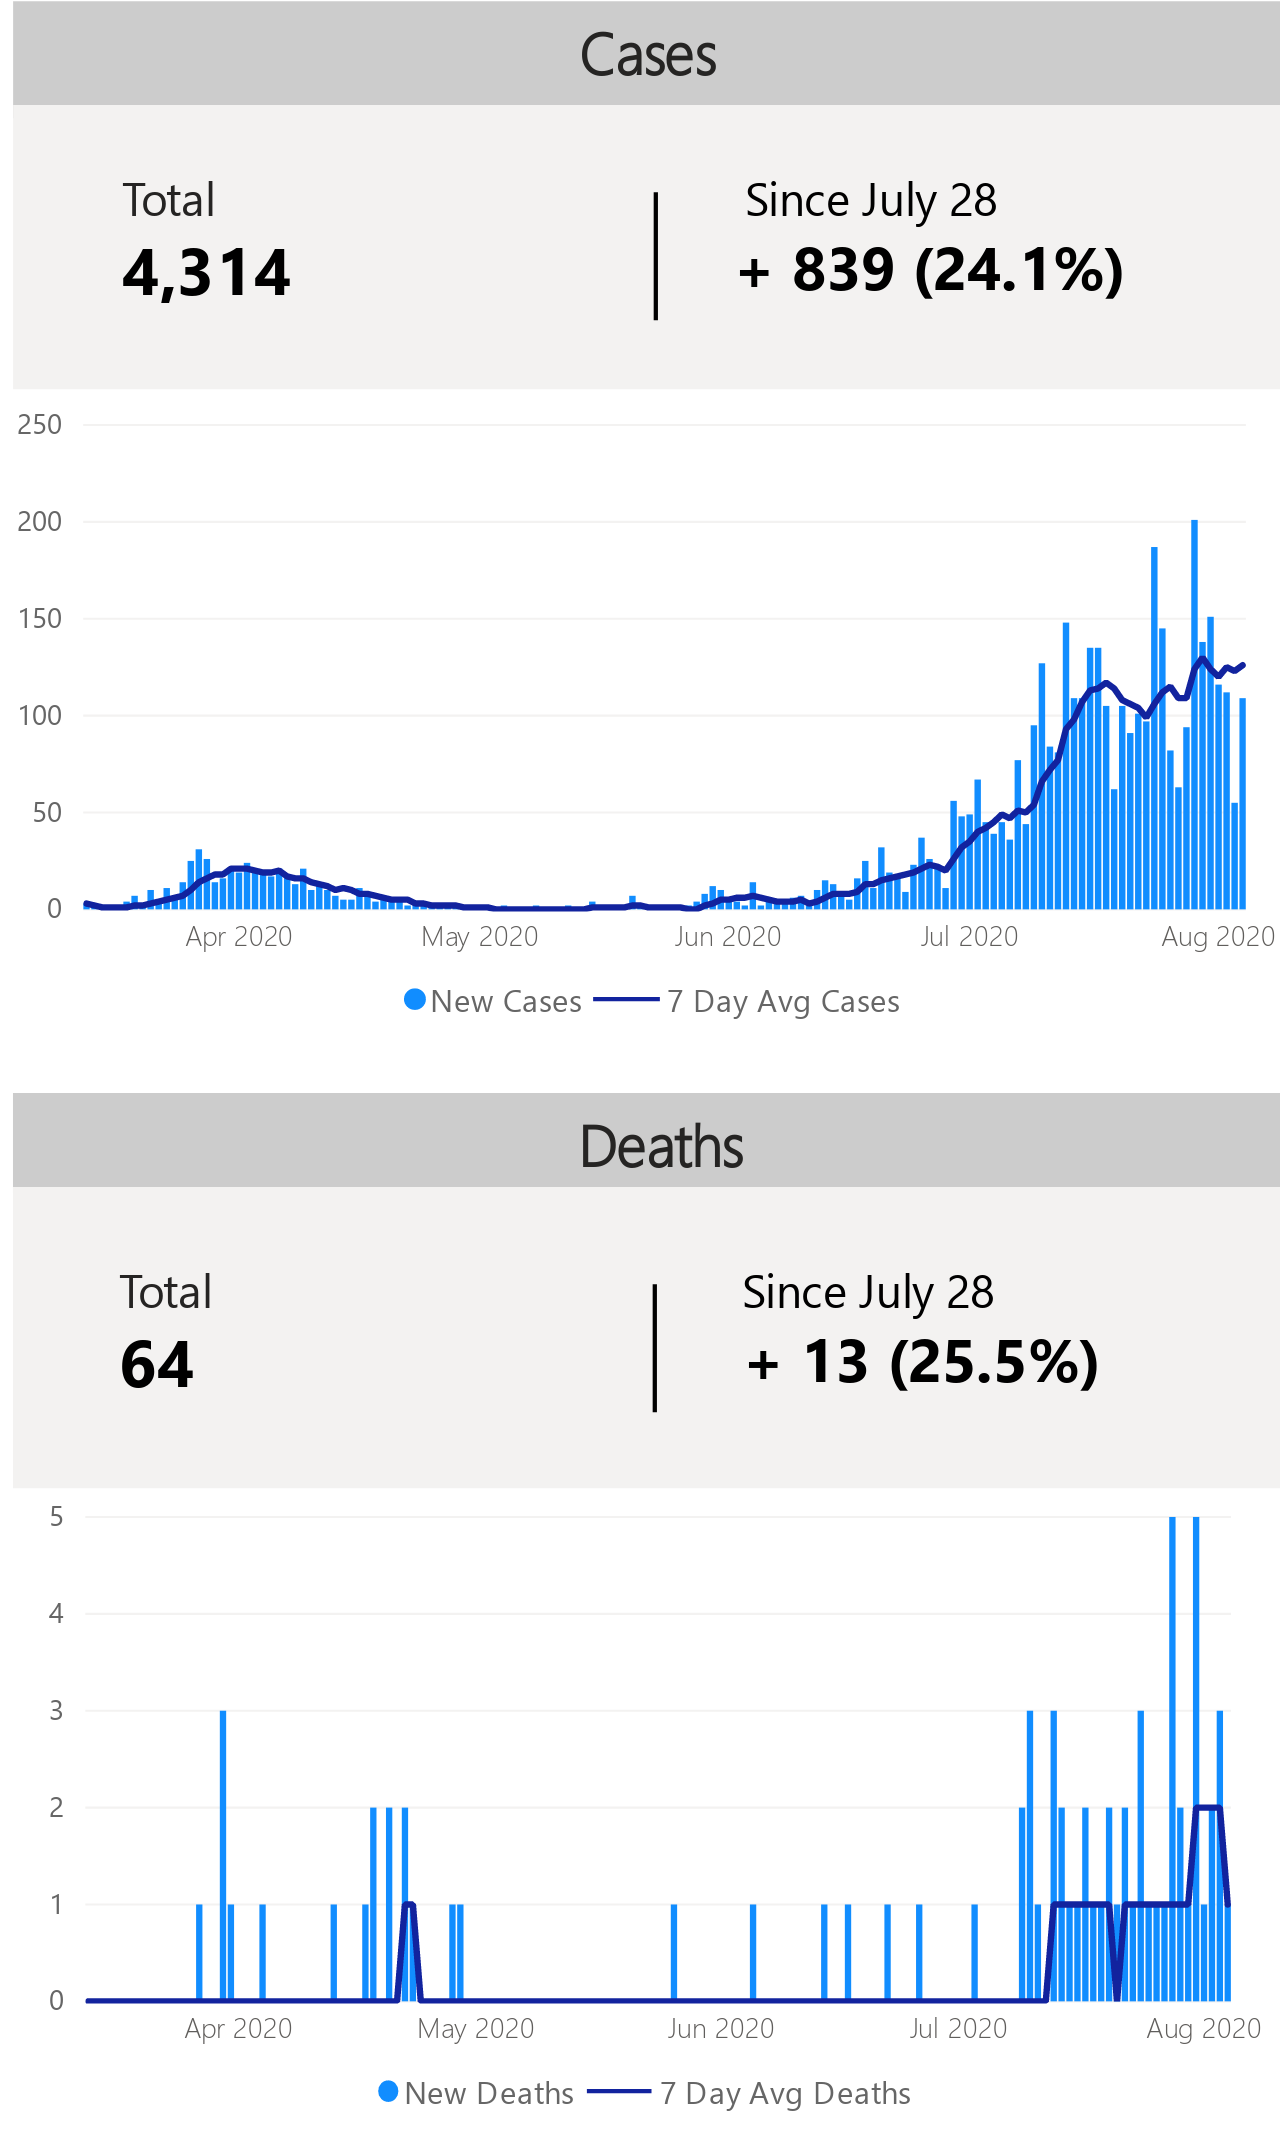 Cases
Total
Since July 28
4,314
+ 839 (24.1%)
250
200
150
100
50
0
Apr 2020
May 2020
Jun 2020
Jul 2020
Aug 2020
New Cases
7 Day Avg Cases
Deaths
Total
Since July 28
64
+ 13 (25.5%)
5
4
3
2
1
0
Apr 2020
May 2020
Jun 2020
Jul 2020
Aug 2020
New Deaths
7 Day Avg Deaths